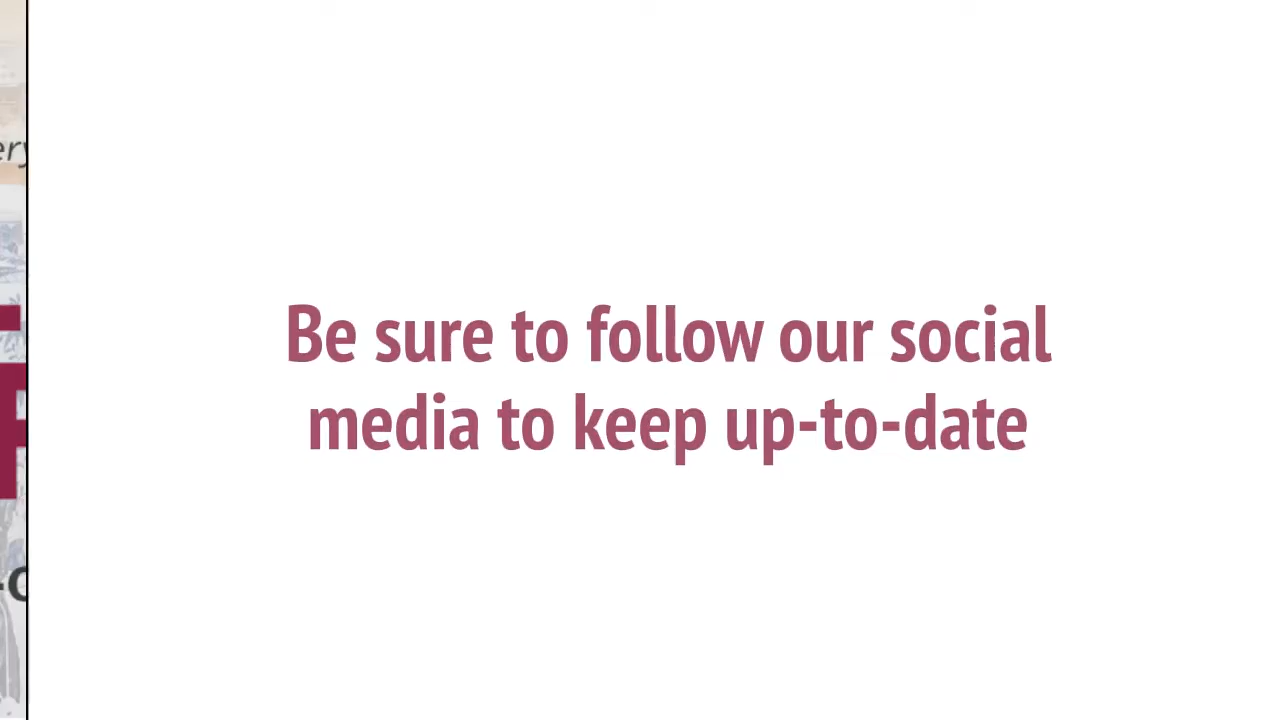 Be sure to follow our social
media to keep up-to-date